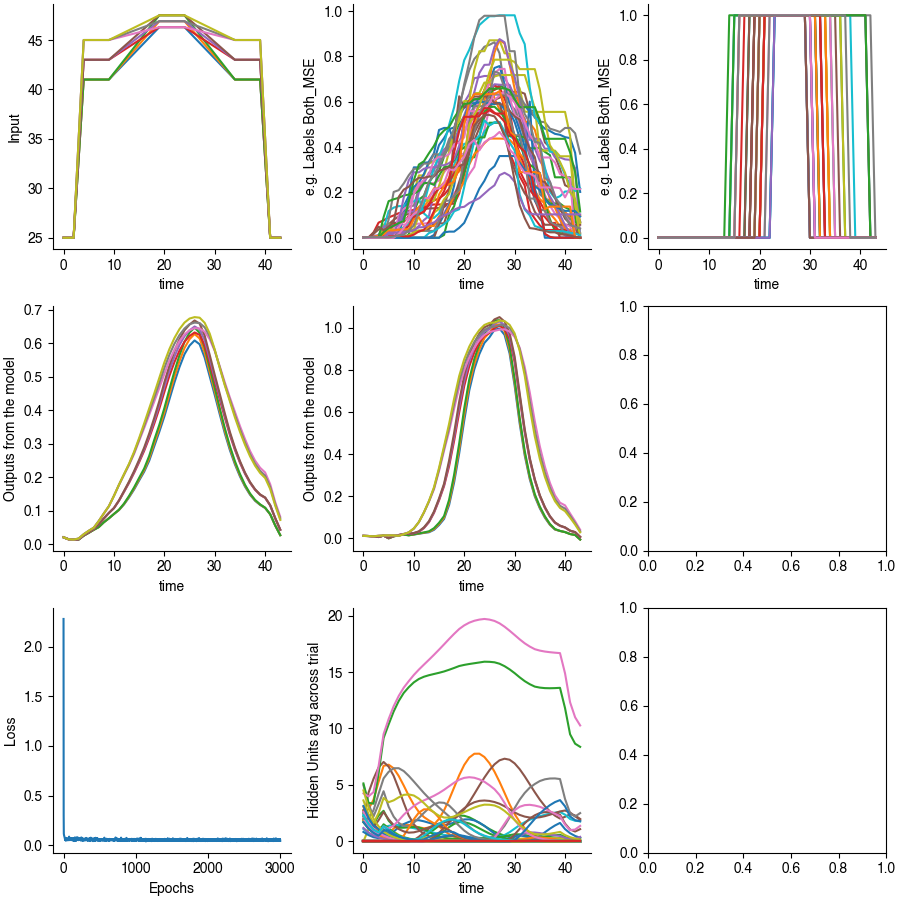 45
40
35
30
25
Input
0 10 20 30 40
time
1.0
0.8
0.6
0.4
0.2
0.0
e.g. Labels Both_MSE
0 10 20 30 40
time
1.0
0.8
0.6
0.4
0.2
0.0
e.g. Labels Both_MSE
0 10 20 30 40
time
0.7
0.6
0.5
0.4
0.3
0.2
0.1
0.0
Outputs from the model
0 10 20 30 40
time
1.0
0.8
0.6
0.4
0.2
0.0
Outputs from the model
0 10 20 30 40
time
1.0
0.8
0.6
0.4
0.2
0.0
0.0 0.2 0.4 0.6 0.8 1.0
2.0
1.5
1.0
0.5
0.0
Loss
0 1000 2000 3000
Epochs
20
15
10
5
0
Hidden Units avg across trial
0 10 20 30 40
time
1.0
0.8
0.6
0.4
0.2
0.0
0.0 0.2 0.4 0.6 0.8 1.0